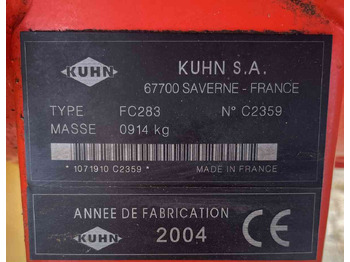 KUHN
KUHN S.A.
67700 SAVERNE - FRANCE
TYPE FC283 N° C2359
MASSE 0914 kg
* 1071910 C2359 * MADE IN FRANCE
ANNEE DE FABRICATION
KUHN 2004 CE